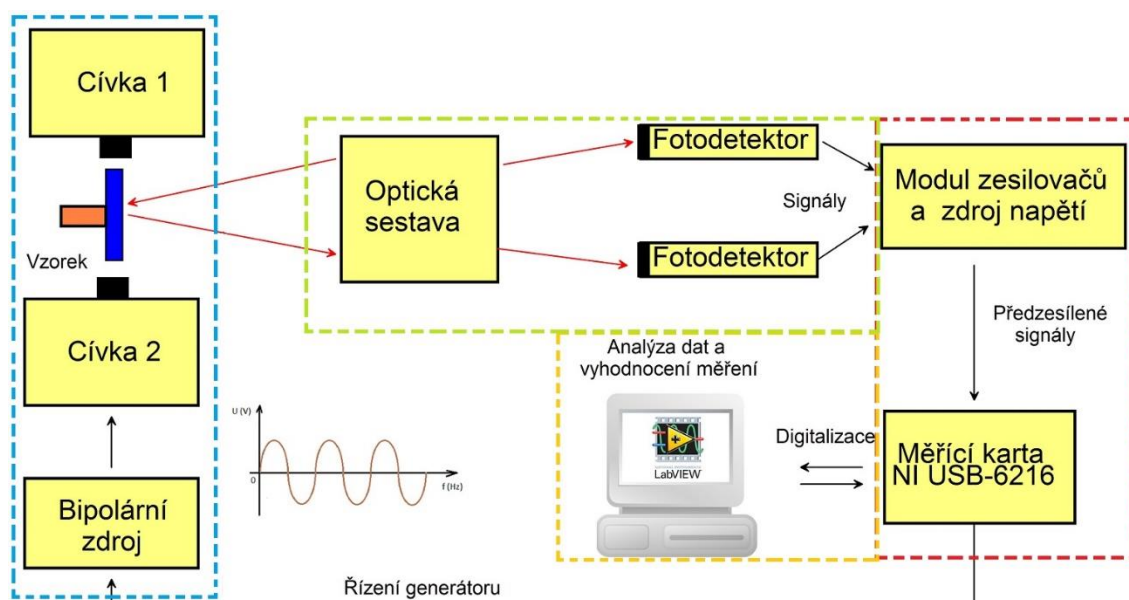 Cívka 1
Vzorek
Cívka 2
Bipolární
zdroj
Optická
sestava
Fotodetektor
Signály
Fotodetektor
Modul zesilovačů
a zdroj napětí
Předzesílené
signály
Analýza dat a
vyhodnocení měření
LabVIEW
Digitalizace
Měřící karta
NI USB-6216
U (V)
0
f (Hz)
Řízení generátoru